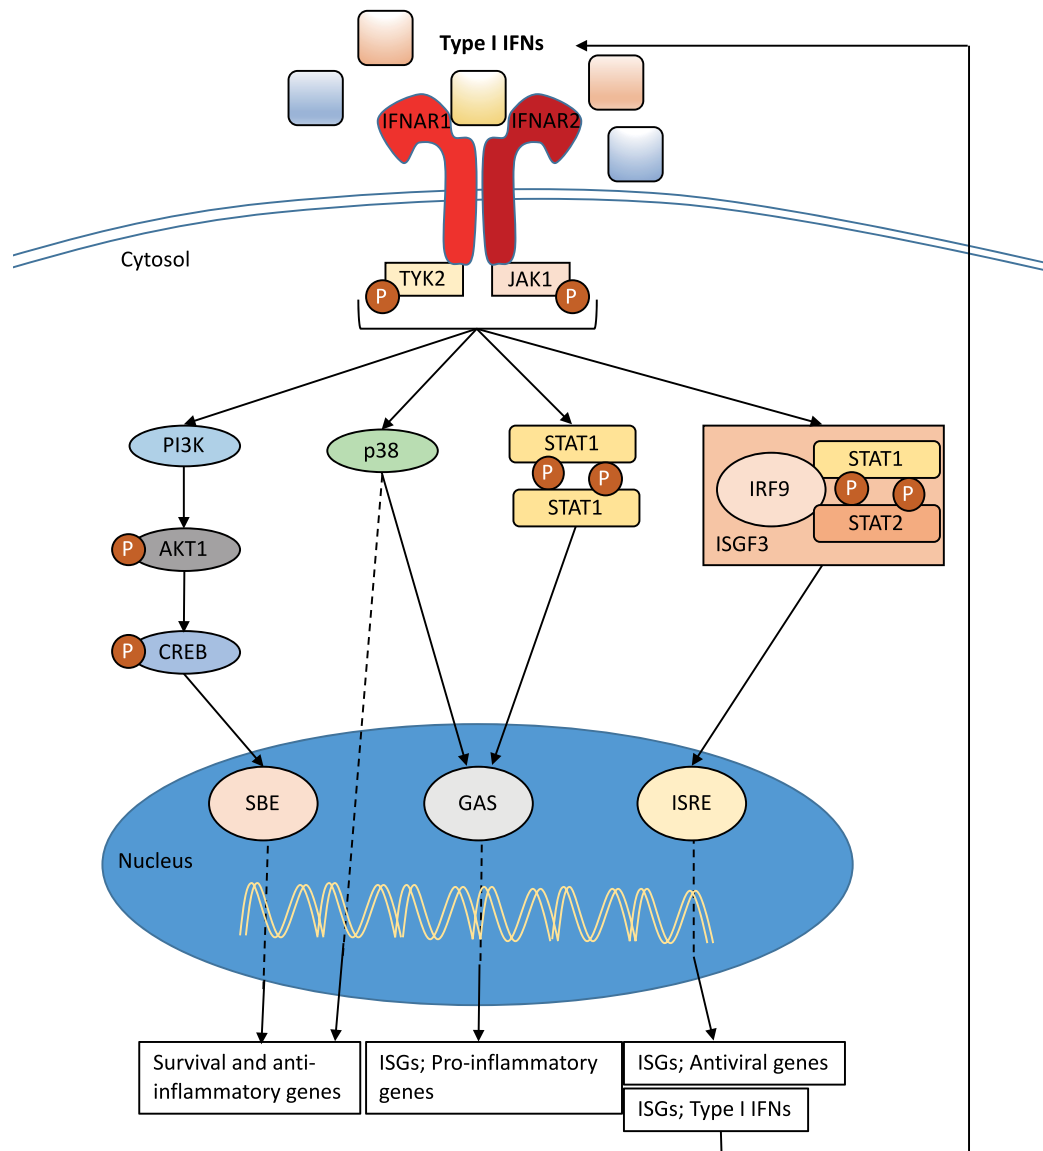 Type I IFNs
IFNAR1
IFNAR2
Cytosol
TYK2
JAK1
P
P
PI3K
p38
STAT1
P
P
STAT1
STAT1
IRF9
P
P
STAT2
ISGF3
P
AKT1
P
CREB
SBE
GAS
ISRE
Nucleus
Survival and anti-
inflammatory genes
ISGs; Pro-inflammatory
genes
ISGs; Antiviral genes
ISGs; Type I IFNs